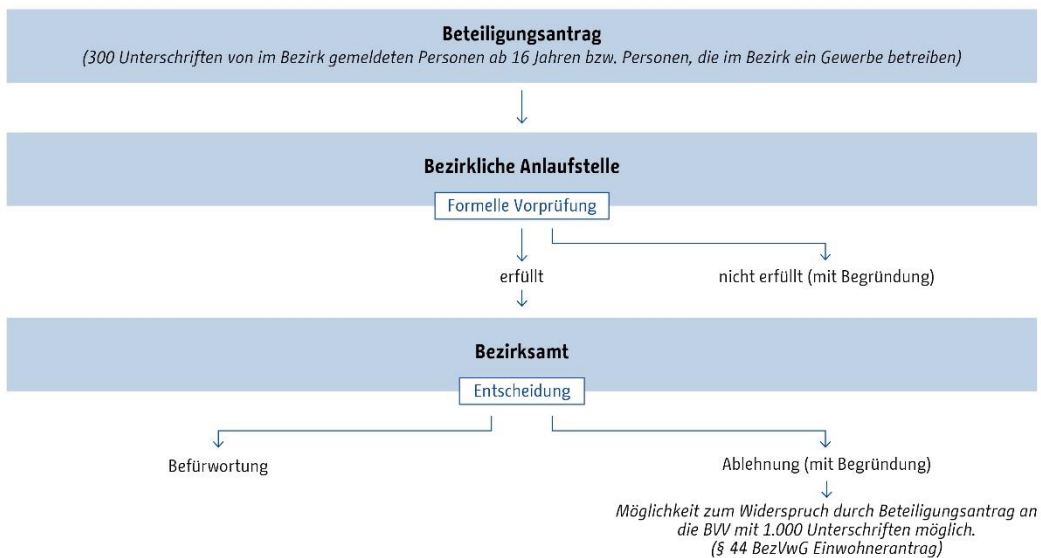 Beteiligungsantrag
(300 Unterschriften von im Bezirk gemeldeten Personen ab 16 Jahren bzw. Personen, die im Bezirk ein Gewerbe betreiben)
Bezirkliche Anlaufstelle
Formelle Vorprüfung
erfüllt
nicht erfüllt (mit Begründung)
Bezirksamt
Entscheidung
Befürwortung
Ablehnung (mit Begründung)
Möglichkeit zum Widerspruch durch Beteiligungsantrag an
die BVV mit 1.000 Unterschriften möglich.
(§ 44 BezVwG Einwohnerantrag)